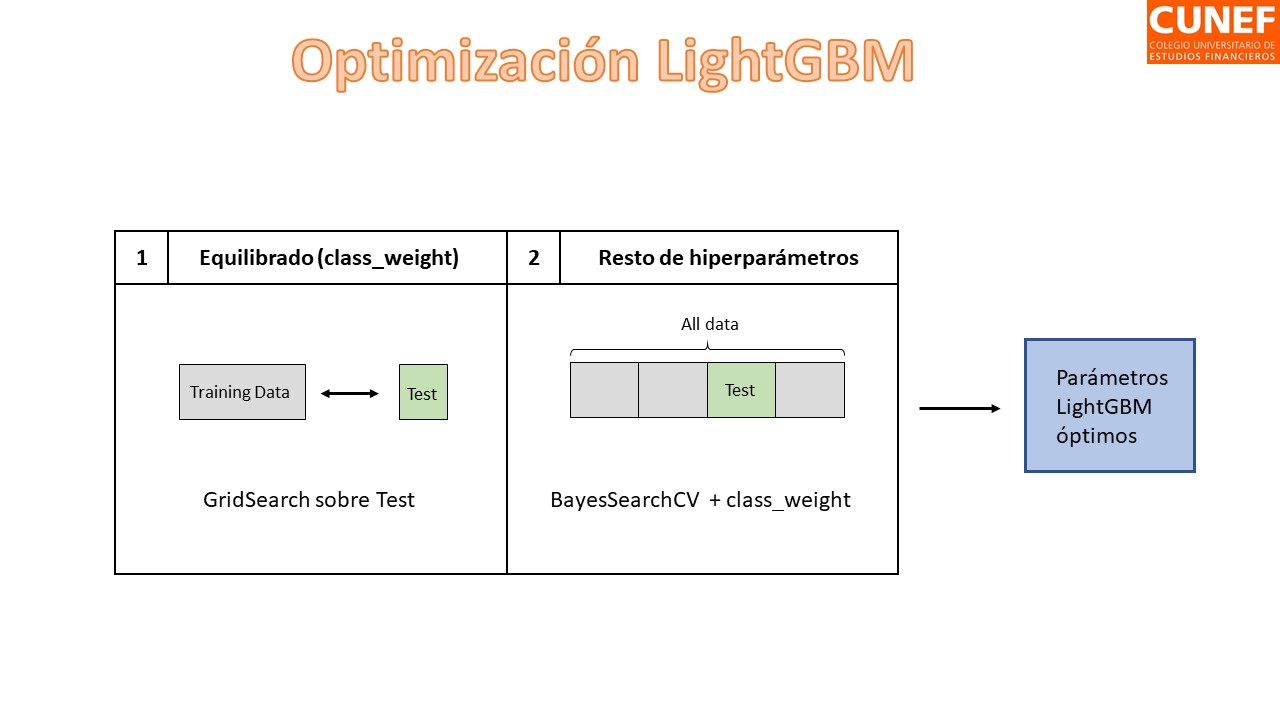 Optimización LightGBM
CUNEF
COLEGIO UNIVERSITARIO DE
ESTUDIOS FINANCIEROS
1
Equilibrado (class_weight)
2
Resto de hiperparámetros
Training Data
Test
GridSearch sobre Test
All data
Test
BayesSearchCV + class_weight
Parámetros
LightGBM
óptimos